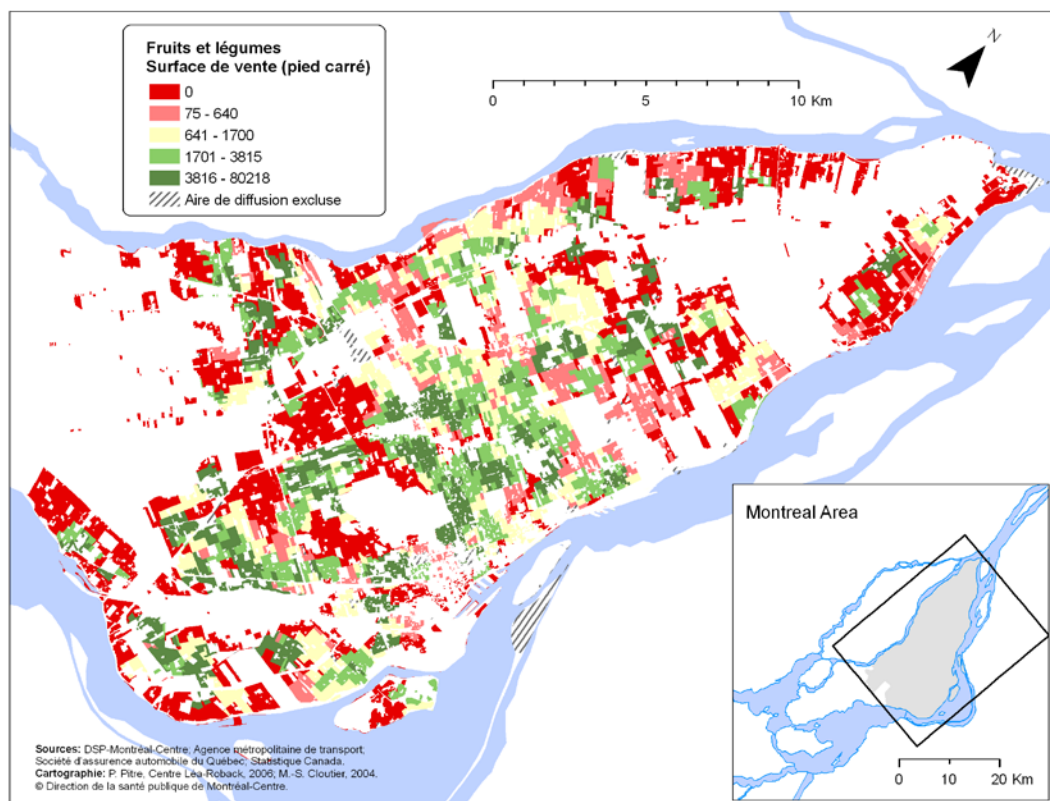 Fruits et légumes
Surface de vente (pied carré)
0
75 - 640
641 - 1700
1701 - 3815
3816 - 80218
Aire de diffusion excluse
N
0 5 10 Km
Montreal Area
0 10 20 Km
Sources: DSP-Montréal-Centre; Agence métropolitaine de transport;
Société d'assurance automobile du Québec; Statistique Canada.
Cartographie: P. Pitre, Centre Léa-Roback, 2006; M.-S. Cloutier, 2004.
© Direction de la santé publique de Montréal-Centre.